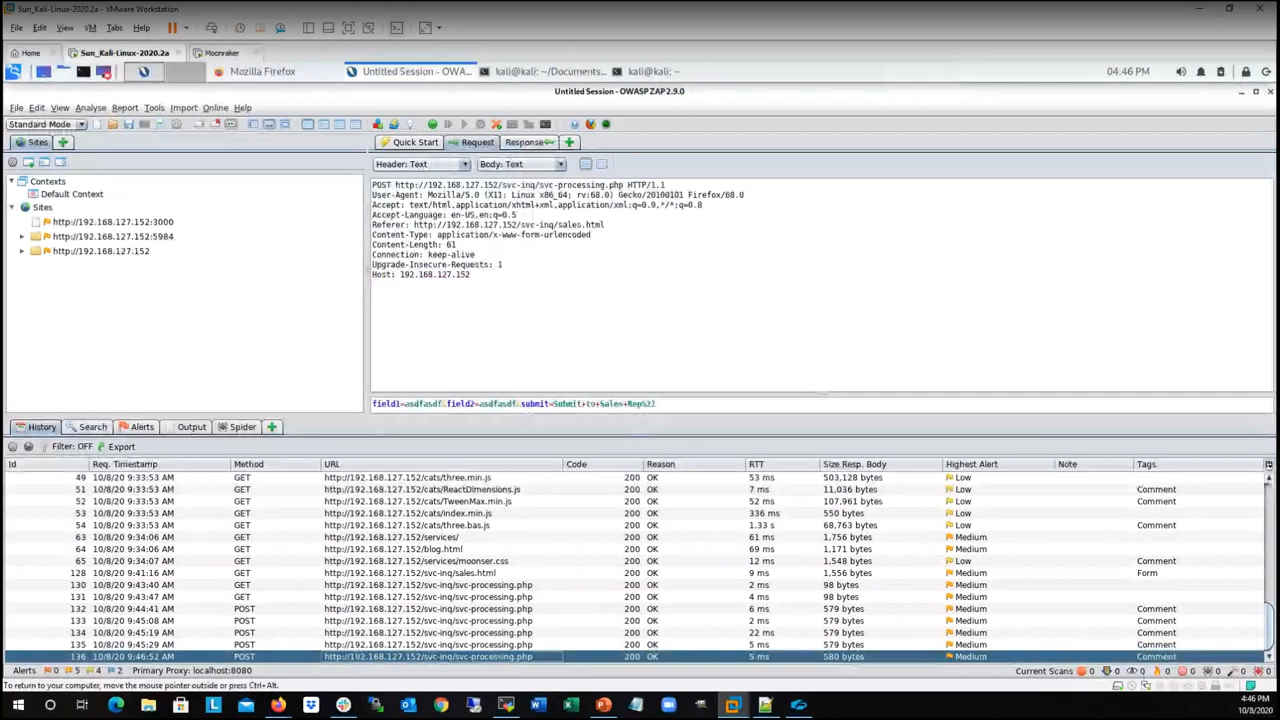 Sun_Kali-Linux-2020.2a - VMware Workstation
File Edit View VM Tabs Help
Home Sun_Kali-Linux-2020.2a Moonraker
Mozilla Firefox Untitled Session - OWA... kali@kali: ~/Documents... kali@kali: ~ 04:46 PM
Untitled Session - OWASP ZAP 2.9.0
File Edit View Analyse Report Tools Import Online Help
Standard Mode
Sites Quick Start Request Response
Header: Text Body: Text
Contexts
Default Context
Sites
http://192.168.127.152:3000
http://192.168.127.152:5984
http://192.168.127.152
POST http://192.168.127.152/svc-inq/svc-processing.php HTTP/1.1
User-Agent: Mozilla/5.0 (X11; Linux x86_64; rv:68.0) Gecko/20100101 Firefox/68.0
Accept: text/html,application/xhtml+xml,application/xml;q=0.9,*/*;q=0.8
Accept-Language: en-US,en;q=0.5
Referer: http://192.168.127.152/svc-inq/sales.html
Content-Type: application/x-www-form-urlencoded
Content-Length: 61
Connection: keep-alive
Upgrade-Insecure-Requests: 1
Host: 192.168.127.152
field1=asdfasdf&field2=asdfasdf&submit=Submit+to+Sales+Rep%21
History Search Alerts Output Spider
Filter: OFF Export
Id Req. Timestamp Method URL Code Reason RTT Size Resp. Body Highest Alert Note Tags
49 10/8/20 9:33:53 AM GET http://192.168.127.152/cats/three.min.js 200 OK 53 ms 503,128 bytes Low
51 10/8/20 9:33:53 AM GET http://192.168.127.152/cats/ReactDimensions.js 200 OK 7 ms 11,036 bytes Low Comment
52 10/8/20 9:33:53 AM GET http://192.168.127.152/cats/TweenMax.min.js 200 OK 52 ms 107,961 bytes Low Comment
53 10/8/20 9:33:53 AM GET http://192.168.127.152/cats/index.min.js 200 OK 336 ms 550 bytes Low
54 10/8/20 9:33:53 AM GET http://192.168.127.152/cats/three.bas.js 200 OK 1.33 s 68,763 bytes Low Comment
63 10/8/20 9:34:06 AM GET http://192.168.127.152/services/ 200 OK 61 ms 1,756 bytes Medium
64 10/8/20 9:34:06 AM GET http://192.168.127.152/blog.html 200 OK 69 ms 1,171 bytes Medium
65 10/8/20 9:34:07 AM GET http://192.168.127.152/services/moonser.css 200 OK 12 ms 1,548 bytes Low Comment
128 10/8/20 9:41:16 AM GET http://192.168.127.152/svc-inq/sales.html 200 OK 9 ms 1,556 bytes Medium Form
130 10/8/20 9:43:40 AM GET http://192.168.127.152/svc-inq/svc-processing.php 200 OK 2 ms 98 bytes Medium
131 10/8/20 9:43:47 AM GET http://192.168.127.152/svc-inq/svc-processing.php 200 OK 4 ms 98 bytes Medium
132 10/8/20 9:44:41 AM POST http://192.168.127.152/svc-inq/svc-processing.php 200 OK 6 ms 579 bytes Medium Comment
133 10/8/20 9:45:08 AM POST http://192.168.127.152/svc-inq/svc-processing.php 200 OK 2 ms 579 bytes Medium Comment
134 10/8/20 9:45:19 AM POST http://192.168.127.152/svc-inq/svc-processing.php 200 OK 22 ms 579 bytes Medium Comment
135 10/8/20 9:45:29 AM POST http://192.168.127.152/svc-inq/svc-processing.php 200 OK 5 ms 579 bytes Medium Comment
136 10/8/20 9:46:52 AM POST http://192.168.127.152/svc-inq/svc-processing.php 200 OK 5 ms 580 bytes Medium Comment
Alerts 0 5 4 2 Primary Proxy: localhost:8080 Current Scans 0 0 0 0 0 0 0 0
To return to your computer, move the mouse pointer outside or press Ctrl+Alt.
4:46 PM
10/8/2020